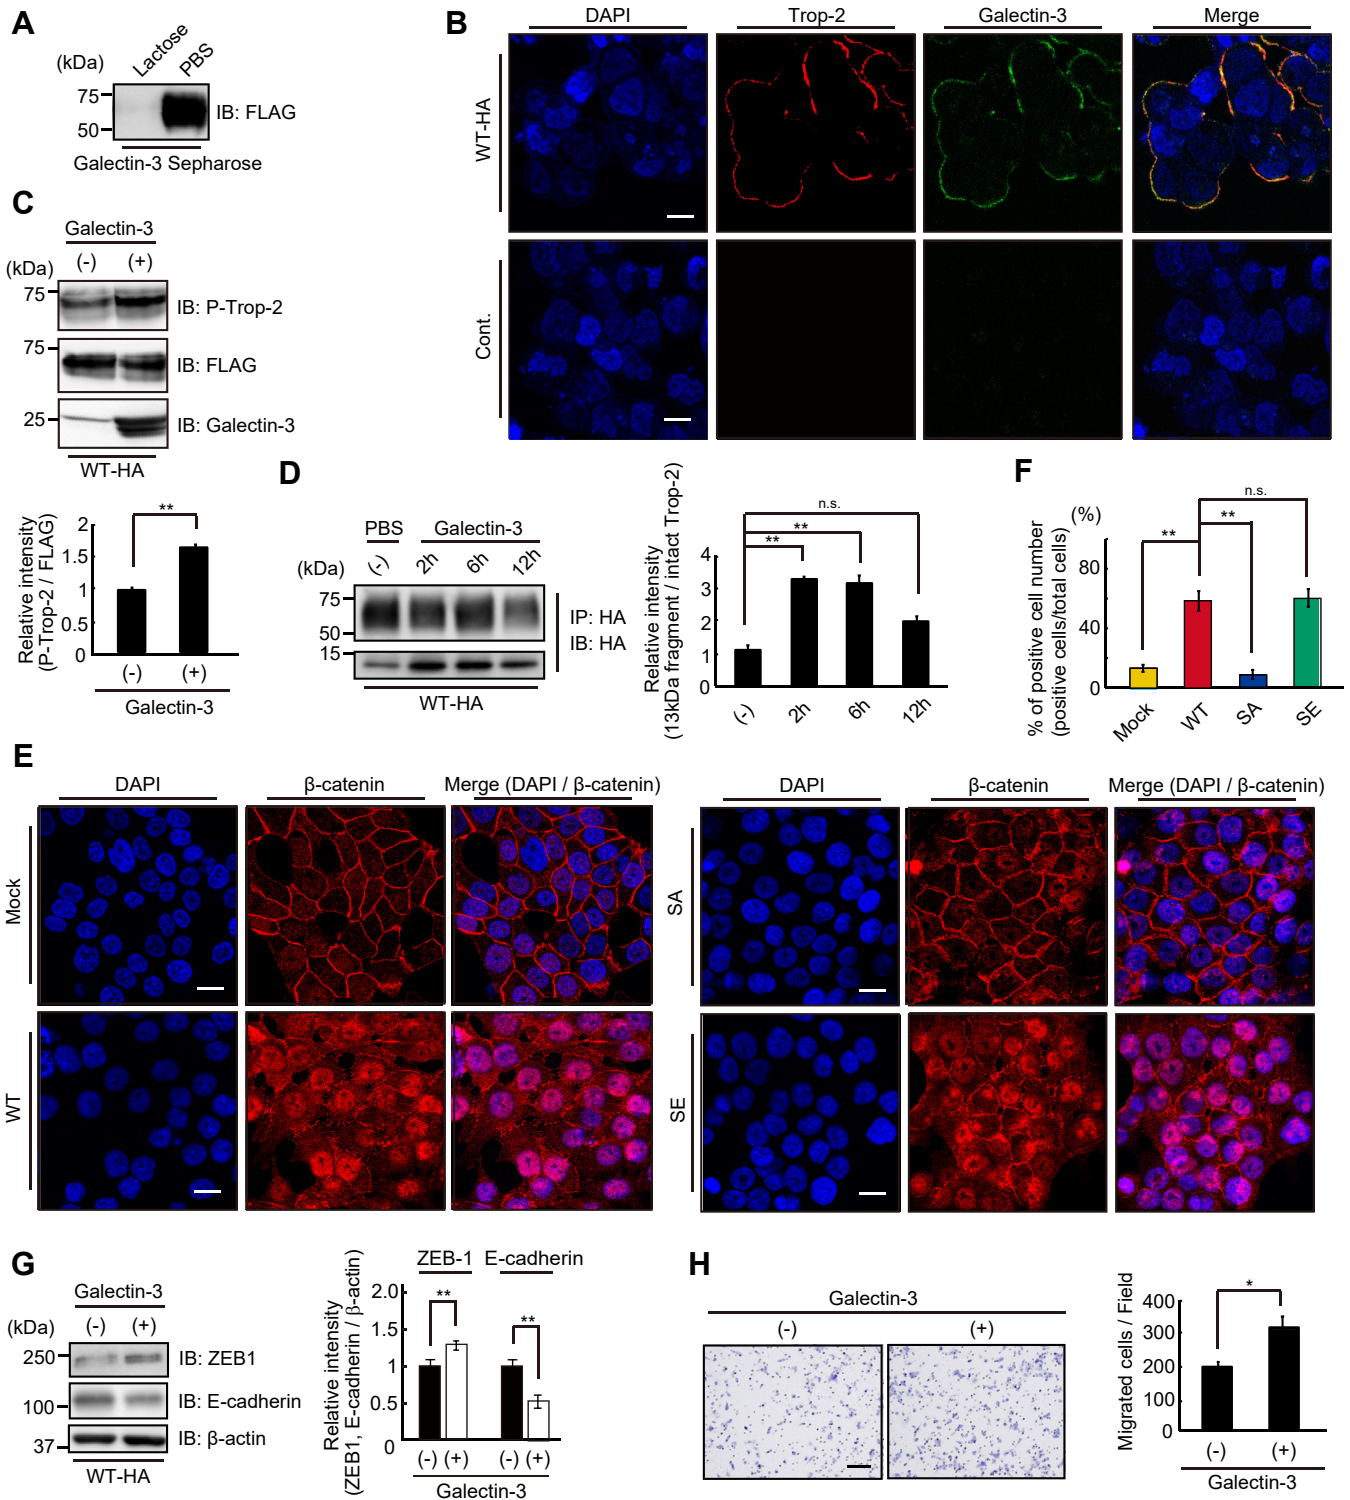 A
Lactose
PBS
(kDa)
75
50
IB: FLAG
Galectin-3 Sepharose
B
DAPI
Trop-2
Galectin-3
Merge
WT-HA
Cont.
C
Galectin-3
(-)
(+)
(kDa)
75
IB: P-Trop-2
75
IB: FLAG
25
IB: Galectin-3
WT-HA
Relative intensity
(P-Trop-2 / FLAG)
2
1.5
1
0.5
0
**
(-)
(+)
Galectin-3
D
PBS
Galectin-3
(kDa)
(-)
2h
6h
12h
75
50
15
IP: HA
IB: HA
WT-HA
Relative intensity
(13kDa fragment / intact Trop-2)
4
3
2
1
0
n.s.
**
**
(-)
2h
6h
12h
F
% of positive cell number
(positive cells/total cells)
(%)
80
40
0
n.s.
**
**
Mock
WT
SA
SE
E
DAPI
β-catenin
Merge (DAPI / β-catenin)
DAPI
β-catenin
Merge (DAPI / β-catenin)
Mock
SA
WT
SE
G
Galectin-3
(kDa)
(-)
(+)
250
IB: ZEB1
100
IB: E-cadherin
37
IB: β-actin
WT-HA
Relative intensity
(ZEB1, E-cadherin / β-actin)
ZEB-1
E-cadherin
2.0
1.5
1
0.5
0
**
**
(-)
(+)
(-)
(+)
Galectin-3
H
Galectin-3
(-)
(+)
Migrated cells / Field
400
300
200
100
0
*
(-)
(+)
Galectin-3